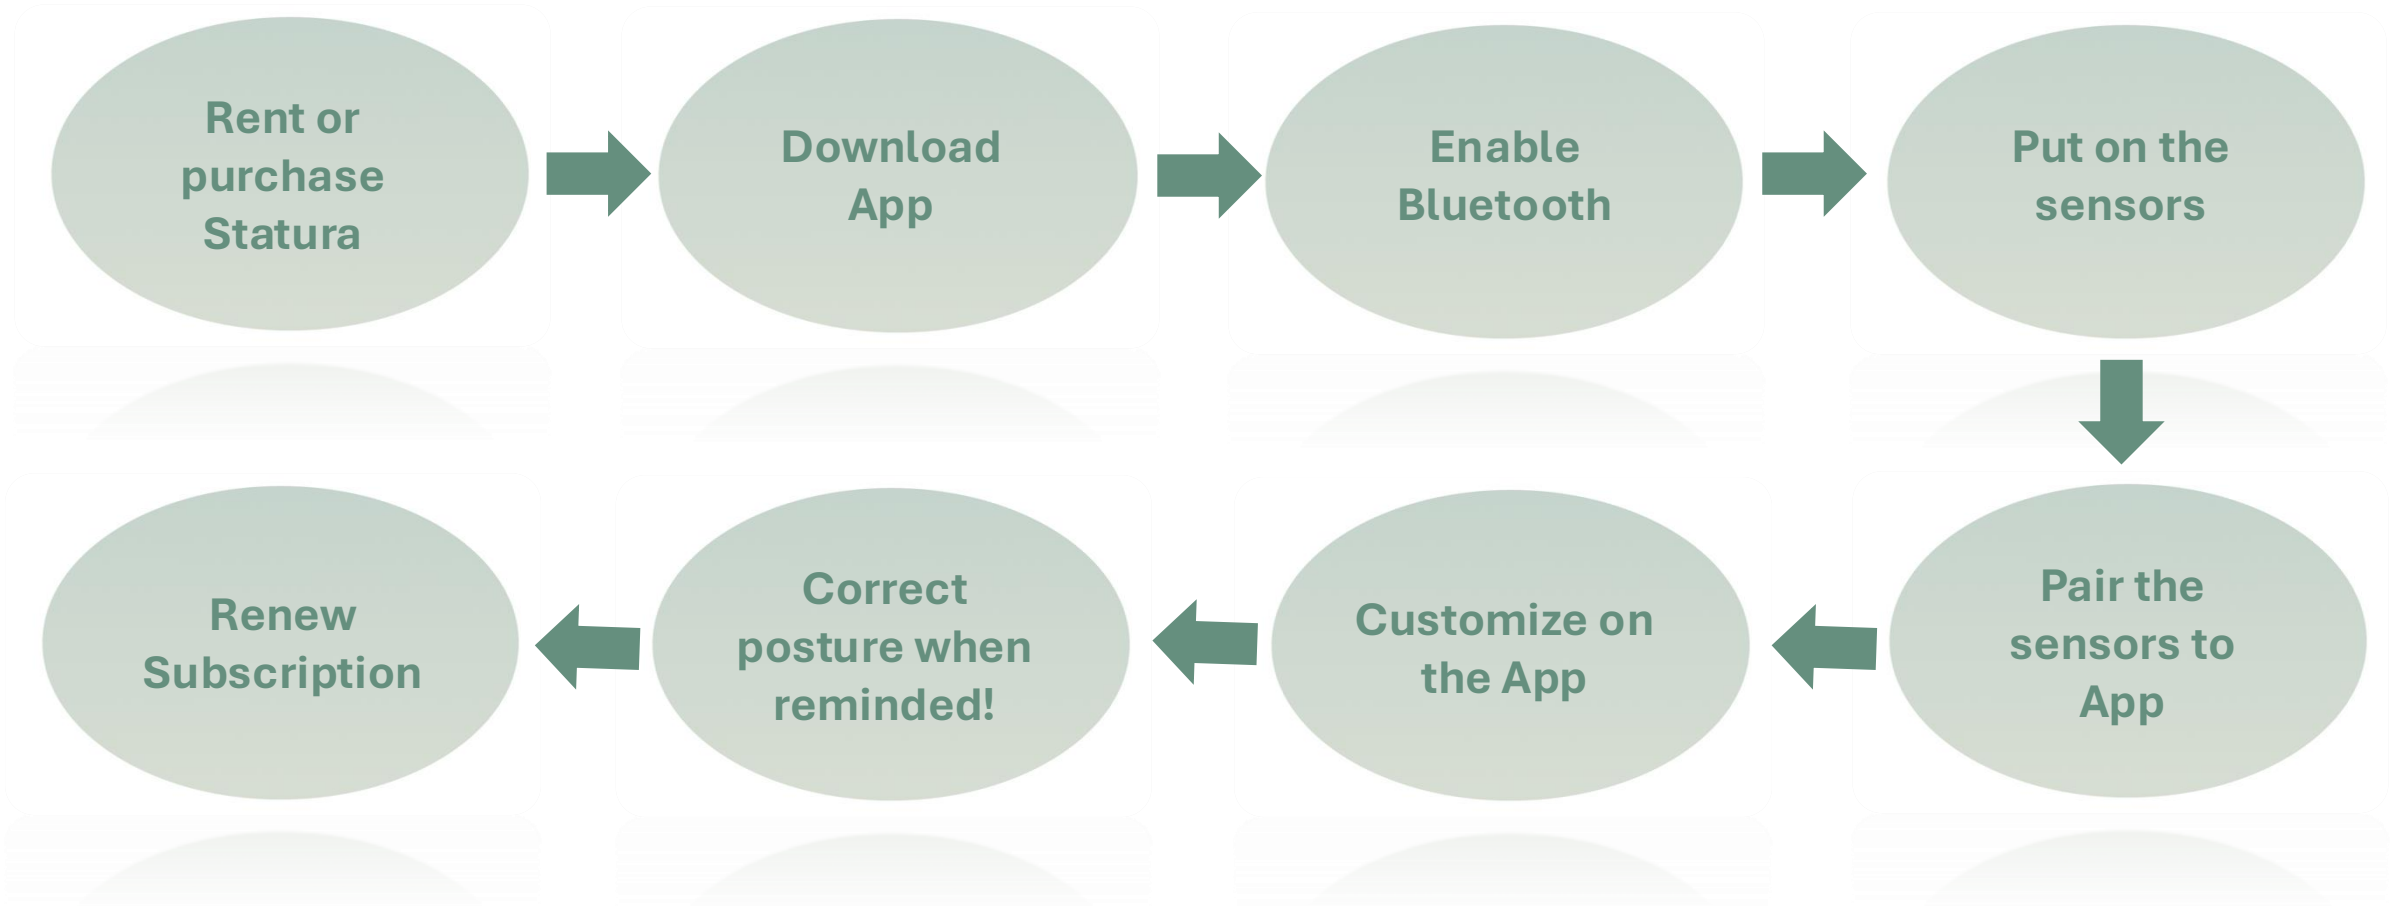 Rent or
purchase
Statura
Download
App
Enable
Bluetooth
Put on the
sensors
Pair the
sensors to
App
Customize on
the App
Correct
posture when
reminded!
Renew
Subscription